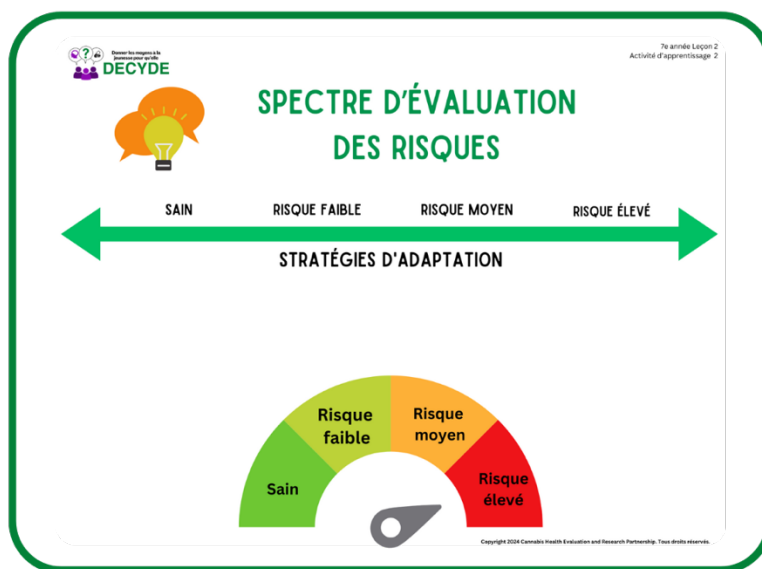 Donner les moyens à la
jeunesse pour qu'elle
DECYDE
7e année Leçon 2
Activité d'apprentissage 2
SPECTRE D'ÉVALUATION
DES RISQUES
SAIN RISQUE FAIBLE RISQUE MOYEN RISQUE ÉLEVÉ
STRATÉGIES D'ADAPTATION
Risque
faible
Risque
moyen
Sain
Risque
élevé
Copyright 2024 Cannabis Health Evaluation and Research Partnership. Tous droits réservés.